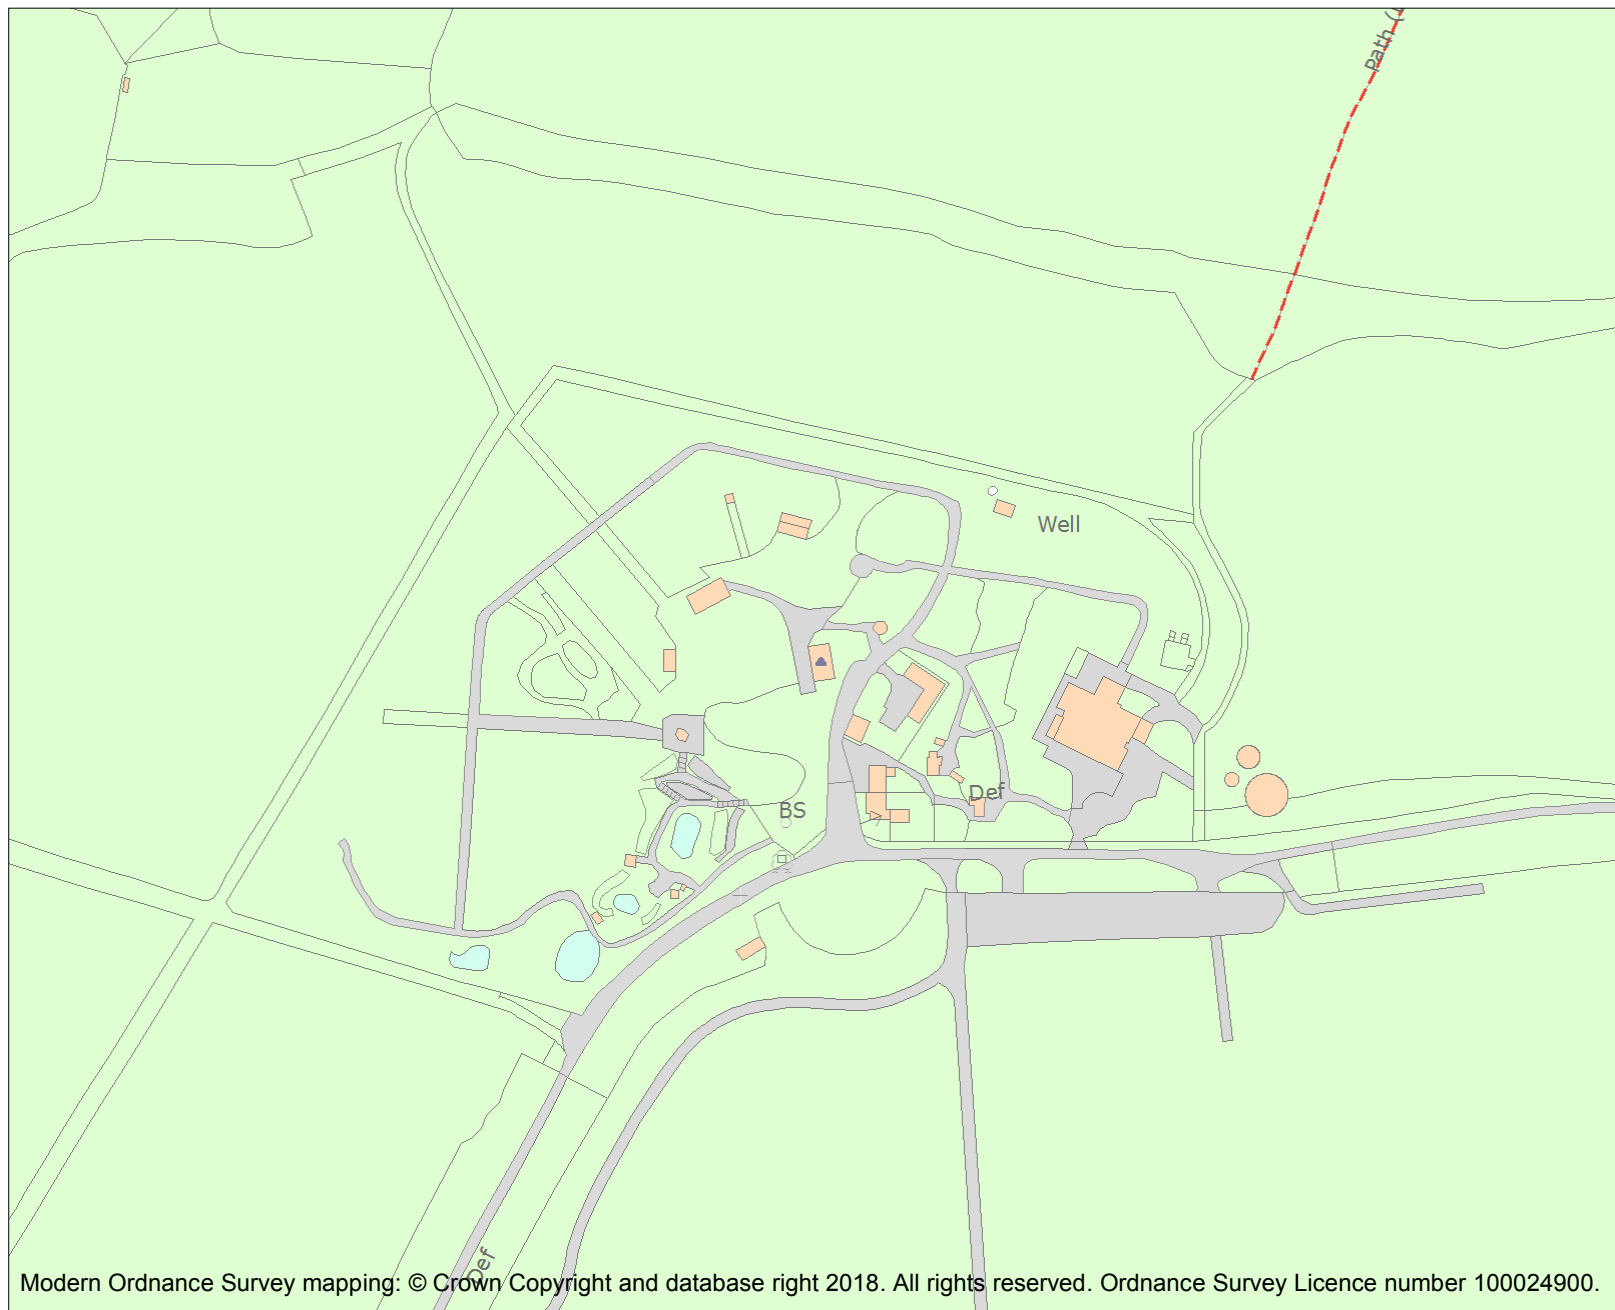 Path (
Well
Def
BS
Def
Modern Ordnance Survey mapping: © Crown Copyright and database right 2018. All rights reserved. Ordnance Survey Licence number 100024900.